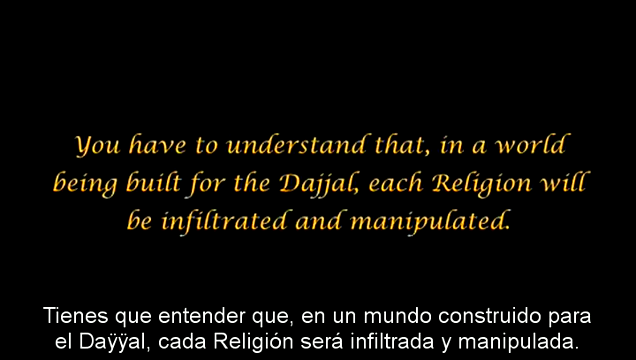 You have to understand that, in a world
being built for the Dajjal, each Religion will
be infiltrated and manipulated.
Tienes que entender que, en un mundo construido para
el Daÿÿal, cada Religión será infiltrada y manipulada.